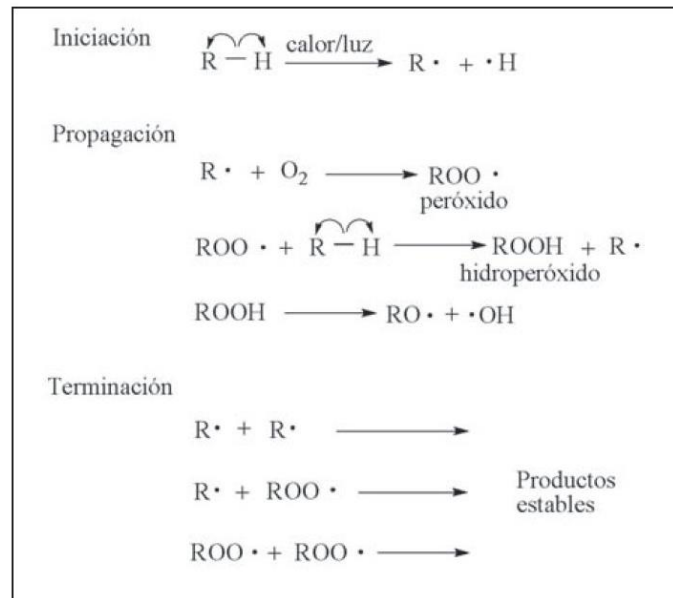 Iniciación
R — H calor/luz → R· + ·H
Propagación
R· + O₂ → ROO·
peróxido
ROO· + R — H → ROOH + R·
hidroperóxido
ROOH → RO· + ·OH
Terminación
R· + R· →
R· + ROO· → Productos
estables
ROO· + ROO· →